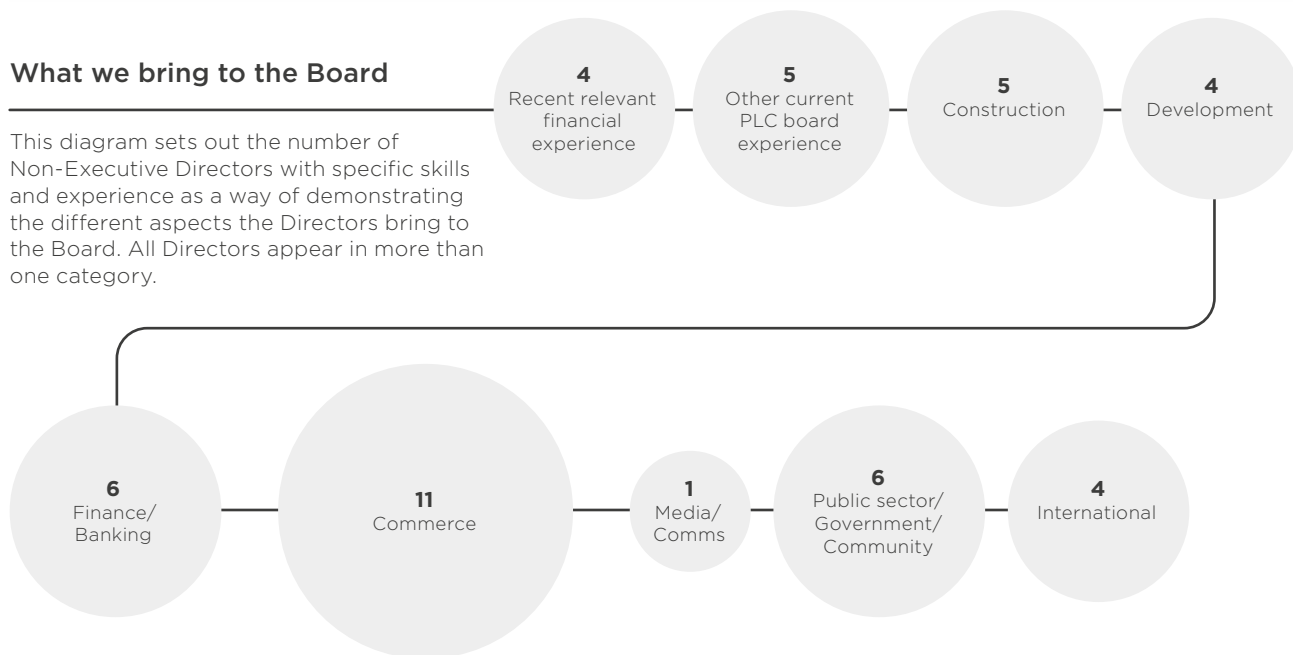 What we bring to the Board
This diagram sets out the number of
Non-Executive Directors with specific skills
and experience as a way of demonstrating
the different aspects the Directors bring to
the Board. All Directors appear in more than
one category.
4
Recent relevant
financial
experience
5
Other current
PLC board
experience
5
Construction
4
Development
6
Finance/
Banking
11
Commerce
1
Media/
Comms
6
Public sector/
Government/
Community
4
International